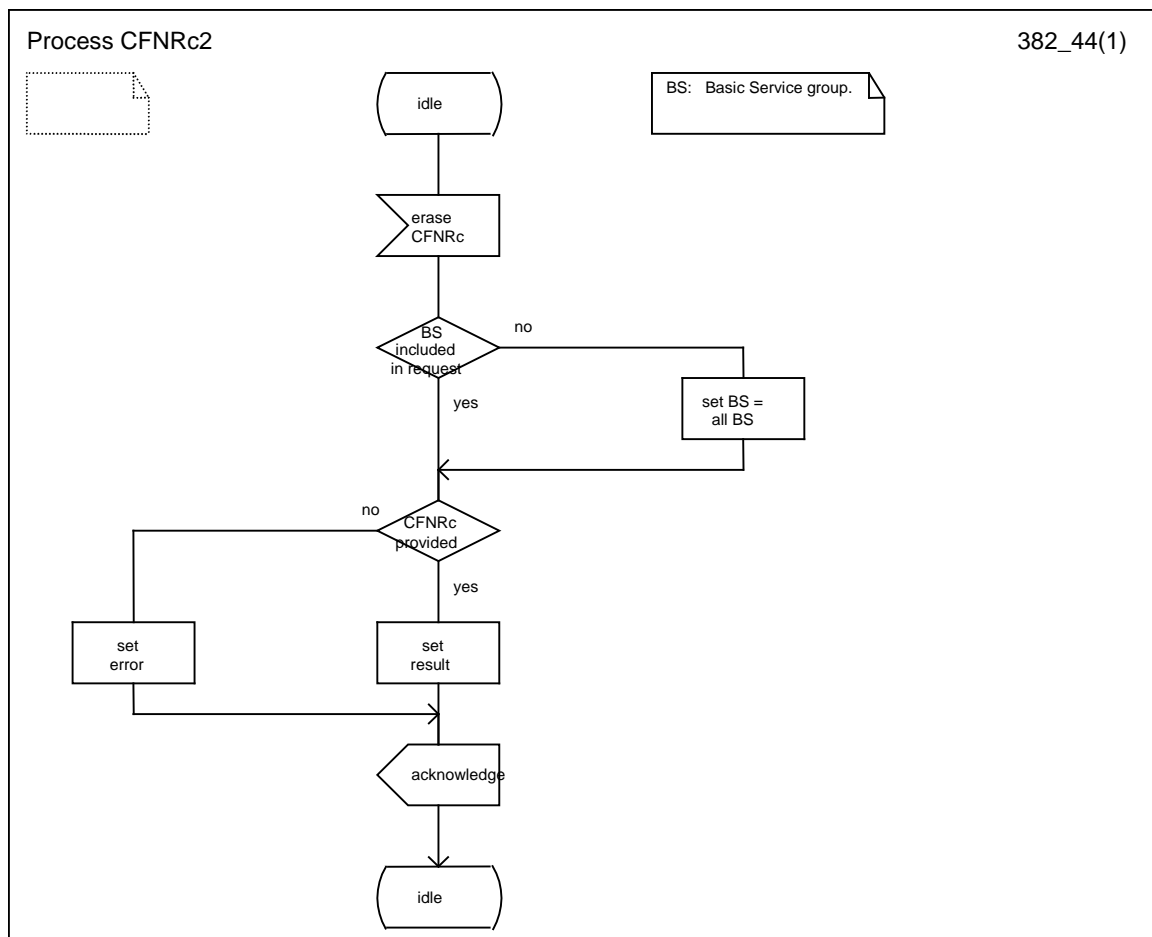 Process CFNRc2
382_44(1)
idle
BS: Basic Service group.
erase
CFNRc
BS
included
in request
no
yes
set BS =
all BS
no
CFNRc
provided
yes
set
error
set
result
acknowledge
idle